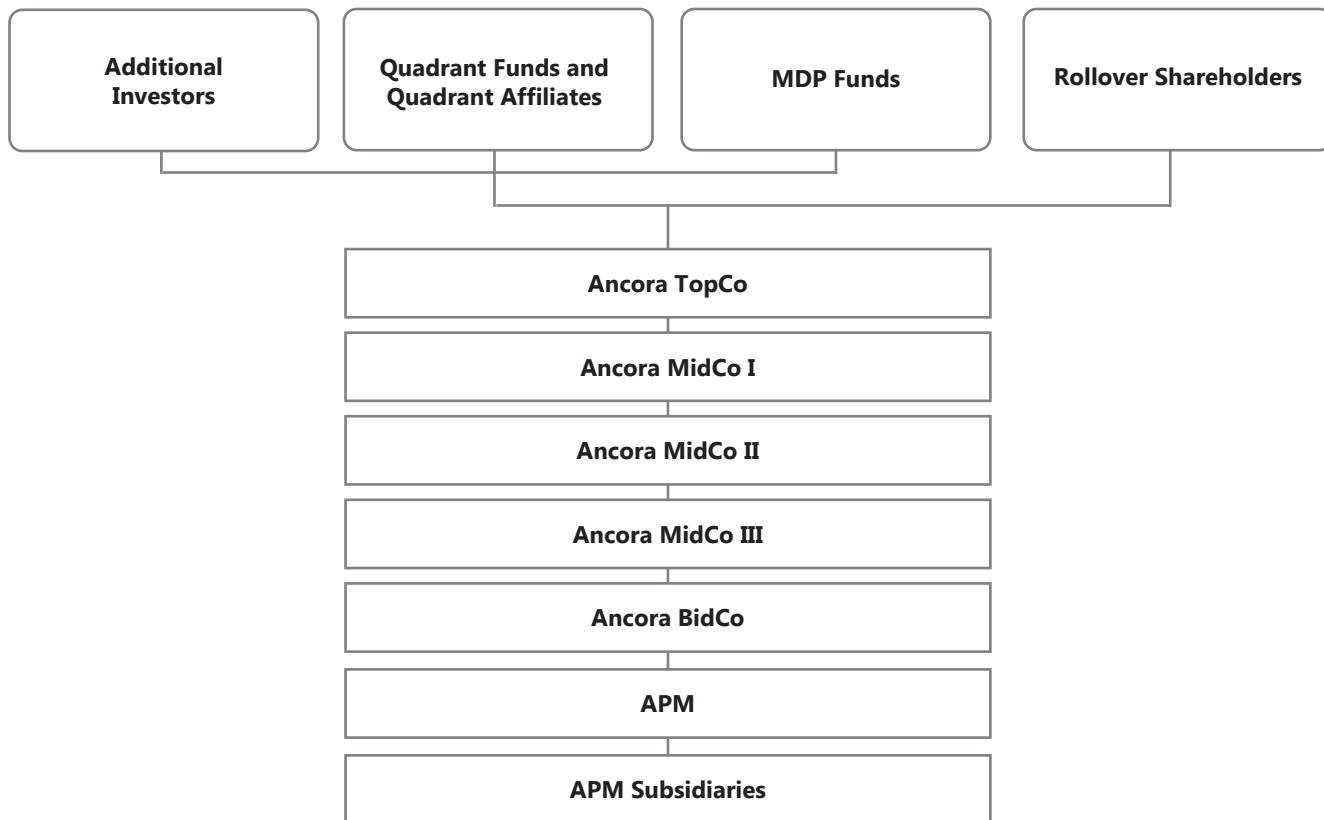 Additional
Investors
Quadrant Funds and
Quadrant Affiliates
MDP Funds
Rollover Shareholders
Ancora TopCo
Ancora MidCo I
Ancora MidCo II
Ancora MidCo III
Ancora BidCo
APM
APM Subsidiaries